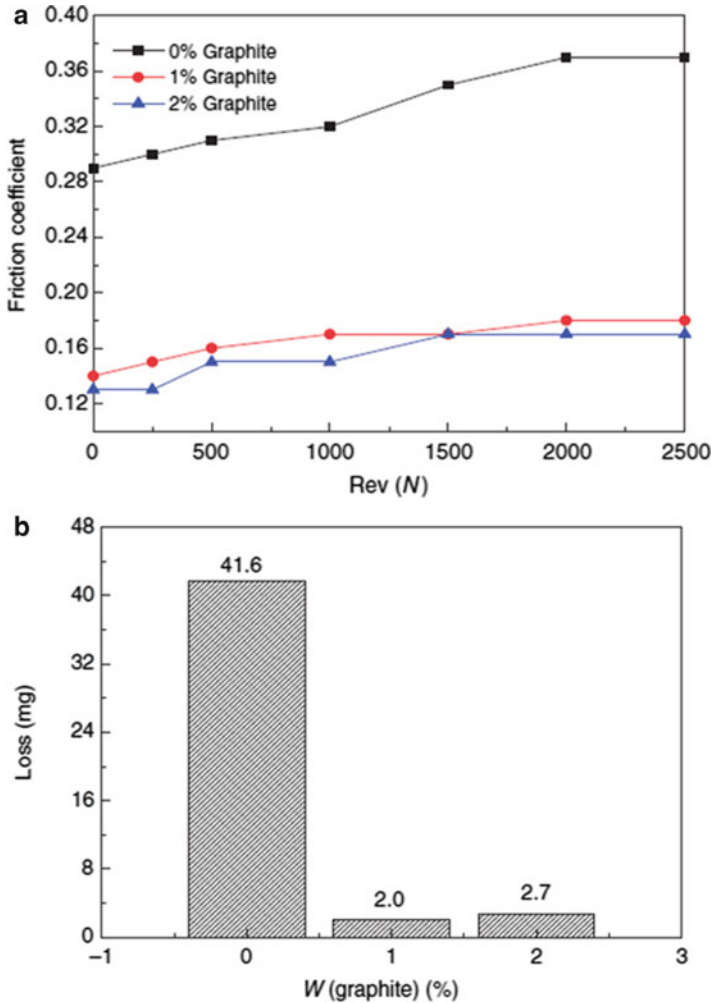 a
0.40
0.36
0.32
0.28
0.24
0.20
0.16
0.12
Friction coefficient
0% Graphite
1% Graphite
2% Graphite
0 500 1000 1500 2000 2500
Rev (N)
b
48
40
32
24
16
8
0
Loss (mg)
41.6
2.0
2.7
−1 0 1 2 3
W (graphite) (%)